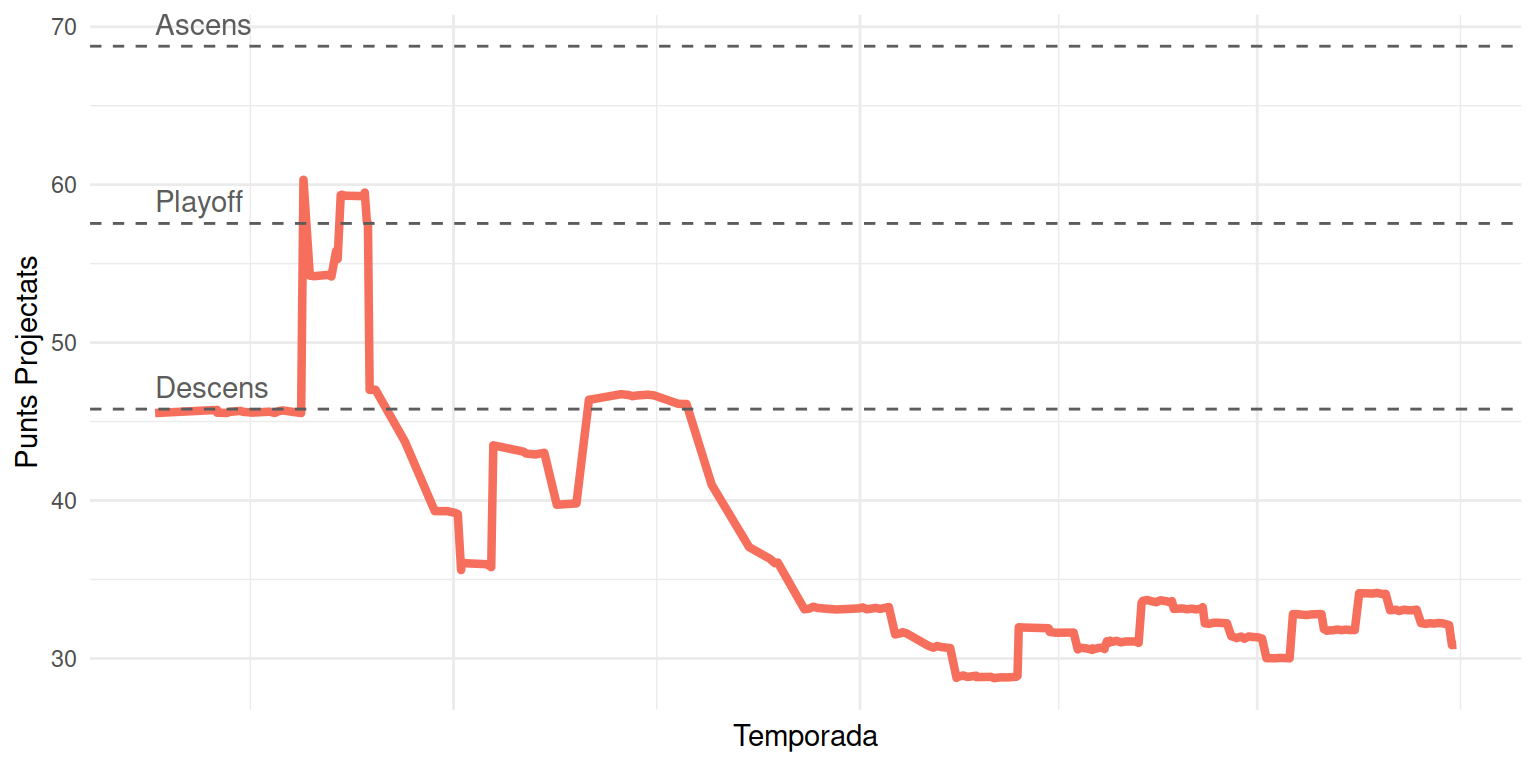 70
60
50
40
30
Punts Projectats
Ascens
Playoff
Descens
Temporada